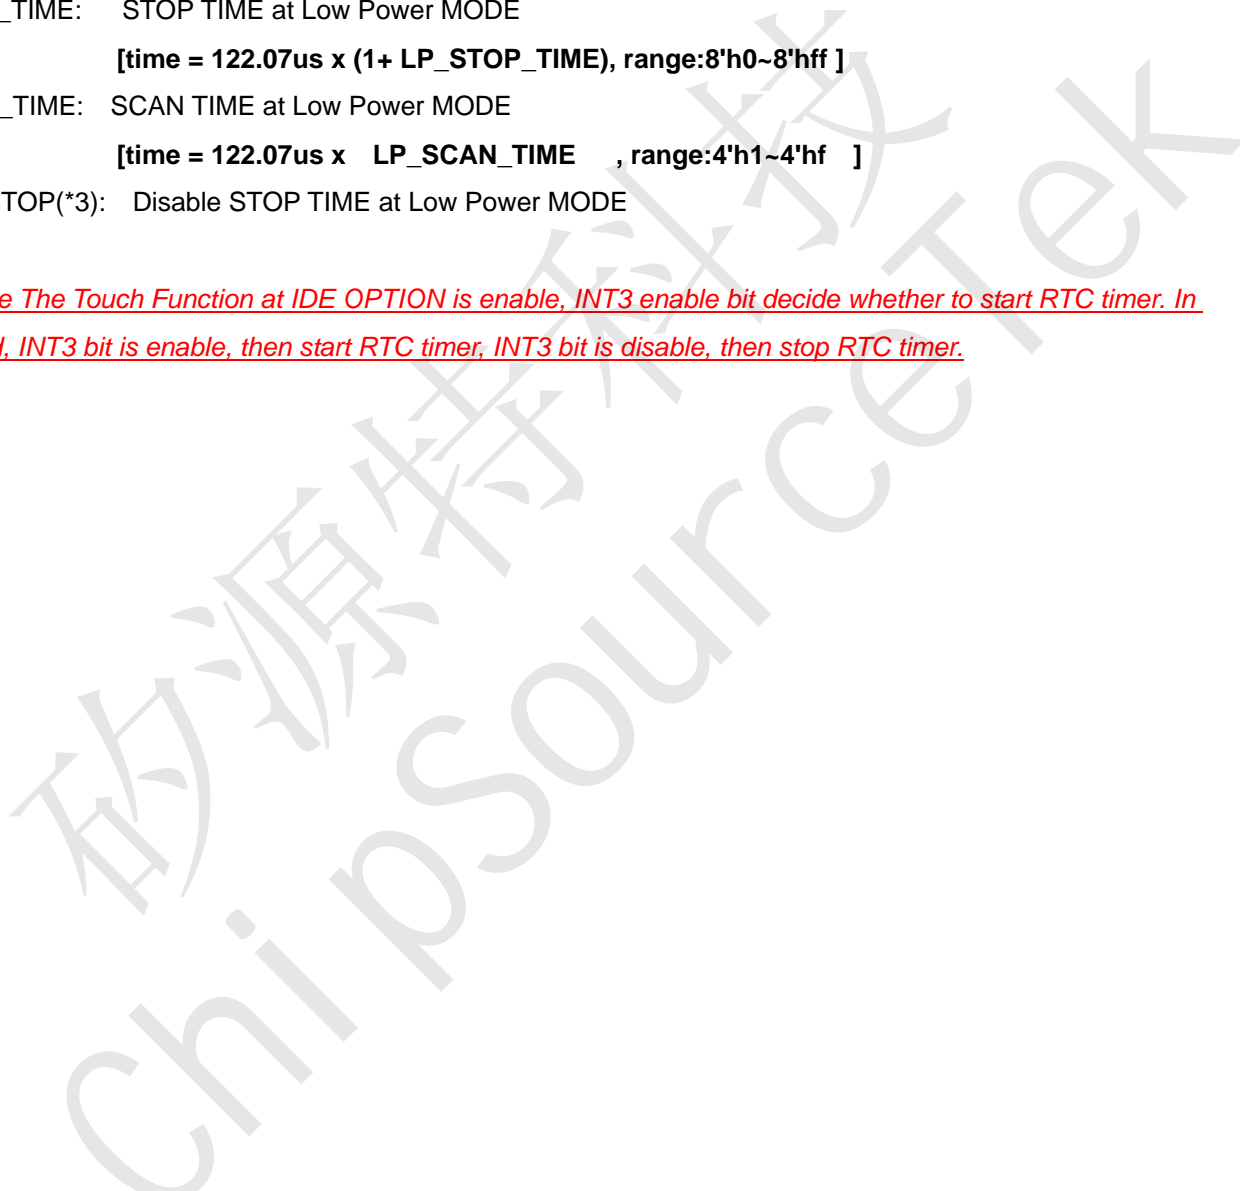 _TIME: STOP TIME at Low Power MODE
[time = 122.07us x (1+ LP_STOP_TIME), range:8'h0~8'hff ]
_TIME: SCAN TIME at Low Power MODE
[time = 122.07us x LP_SCAN_TIME , range:4'h1~4'hf ]
TOP(*3): Disable STOP TIME at Low Power MODE
e The Touch Function at IDE OPTION is enable, INT3 enable bit decide whether to start RTC timer. In
, INT3 bit is enable, then start RTC timer, INT3 bit is disable, then stop RTC timer.
矽源特科技
ChipSourceTek